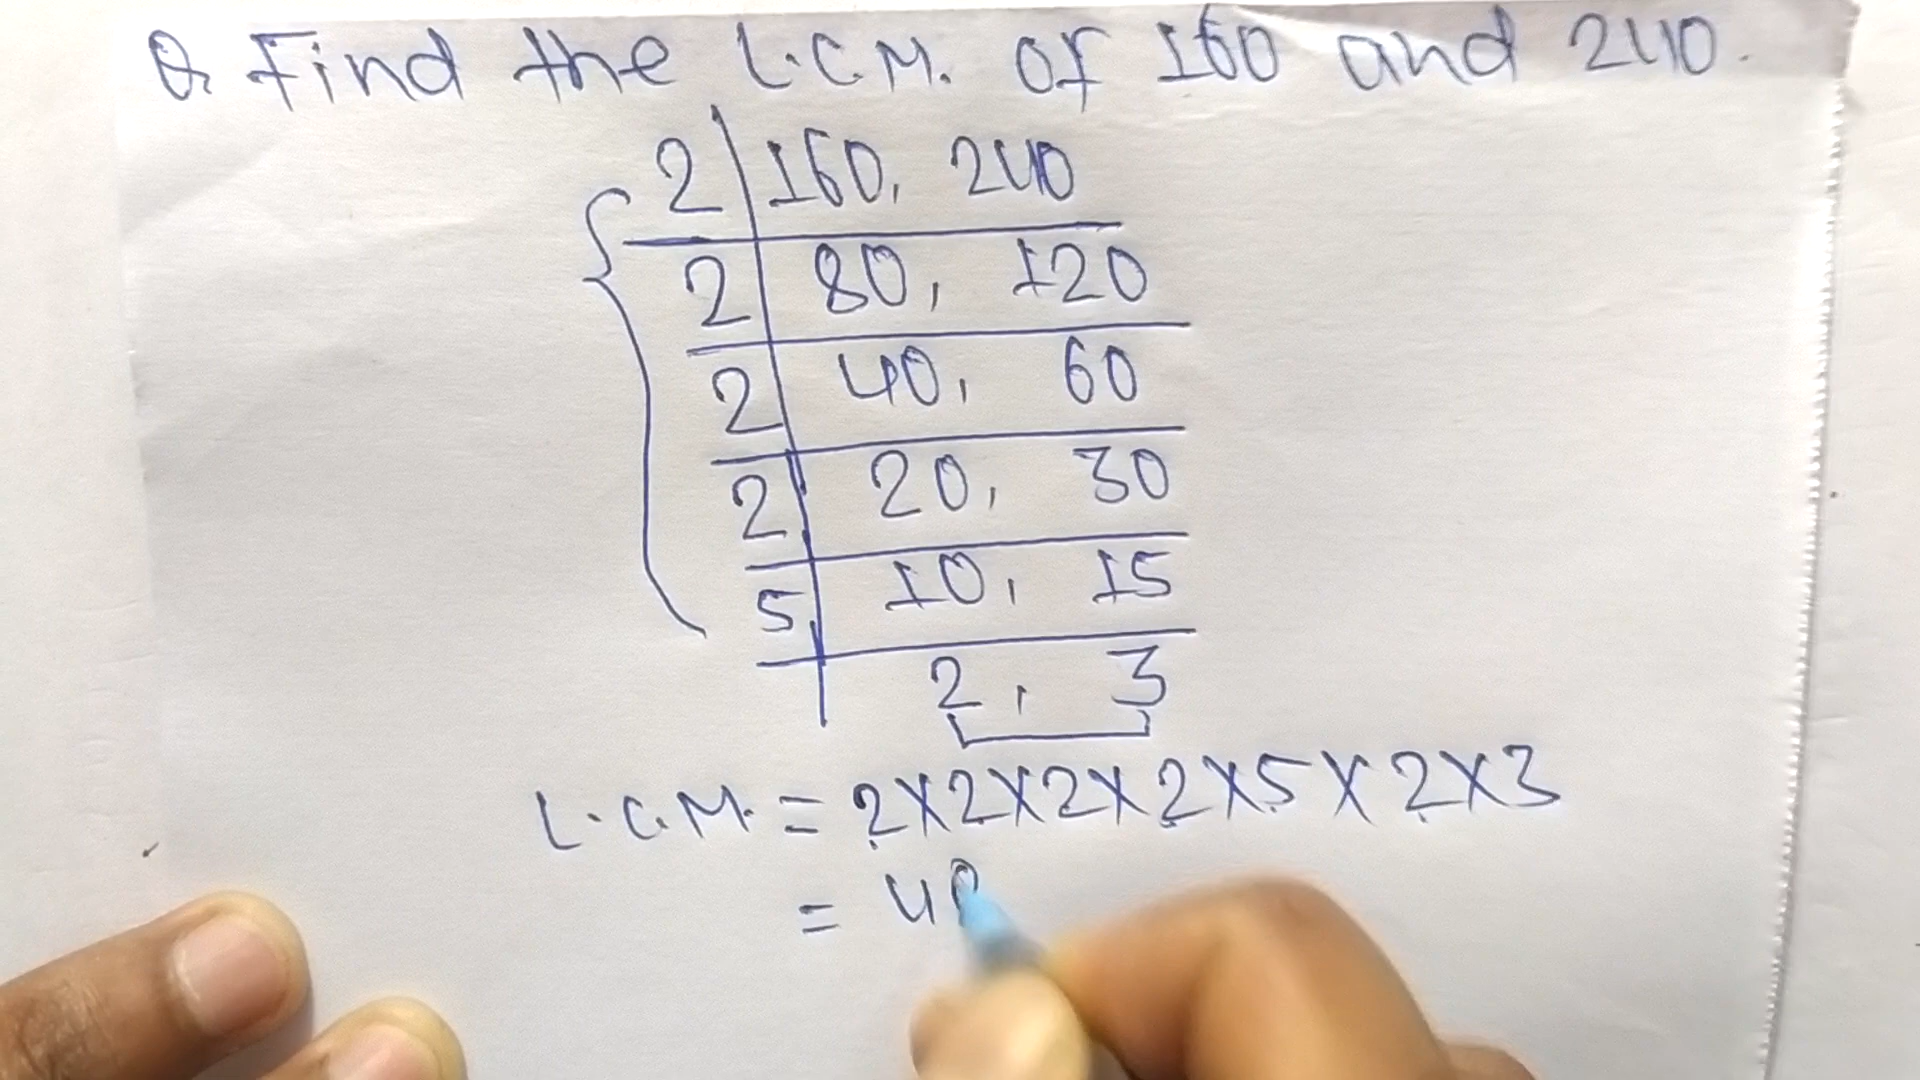 Q. Find the L.C.M. of 160 and 240.
2 | 160, 240
2 | 80, 120
2 | 40, 60
2 | 20, 30
5 | 10, 15
2, 3
L.C.M. = 2×2×2×2×5×2×3
= 48